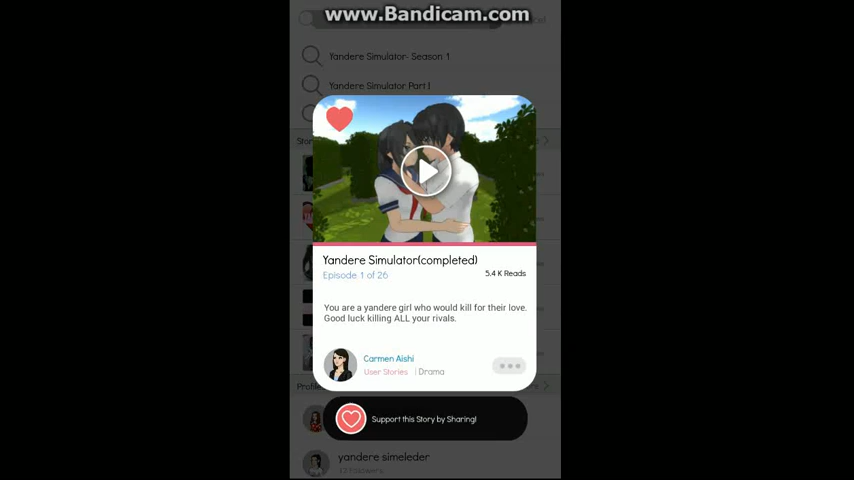 www.Bandicam.com
Yandere Simulator- Season 1
Yandere Simulator Part I
Yandere Simulator(completed)
Episode 1 of 26
5.4 K Reads
You are a yandere girl who would kill for their love.
Good luck killing ALL your rivals.
Carmen Aishi
User Stories | Drama
Support this Story by Sharing!
yandere simeleder